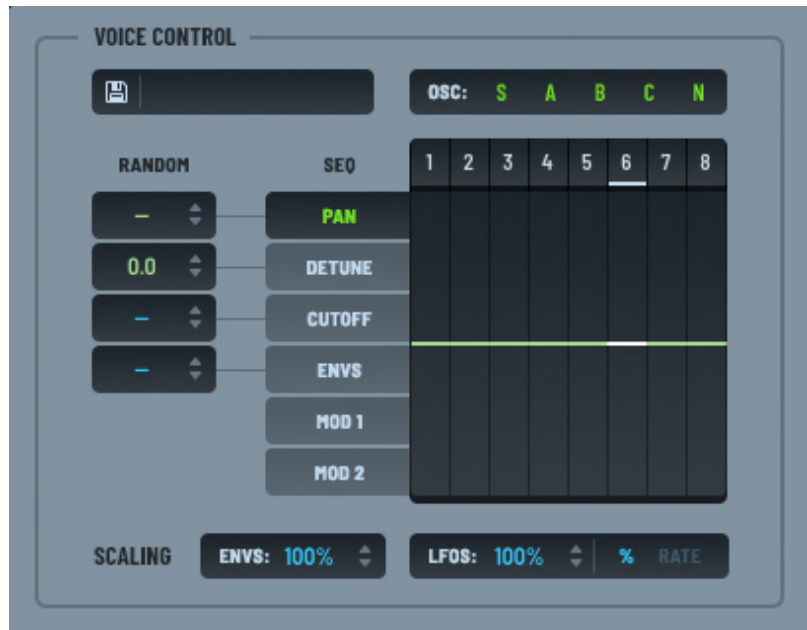 VOICE CONTROL
OSC: S A B C N
RANDOM SEQ 1 2 3 4 5 6 7 8
– PAN
0.0 DETUNE
– CUTOFF
– ENVS
MOD 1
MOD 2
SCALING ENVS: 100% LFOS: 100% % RATE